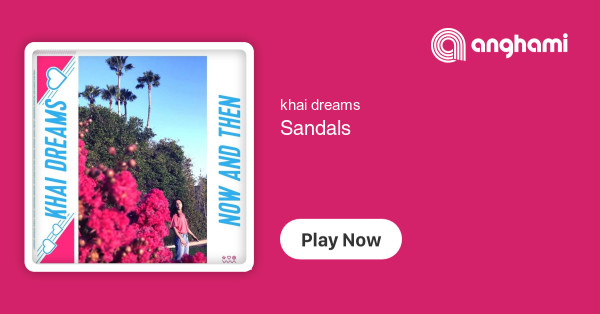 anghami
KHAI DREAMS
NOW AND THEN
khai dreams
Sandals
Play Now